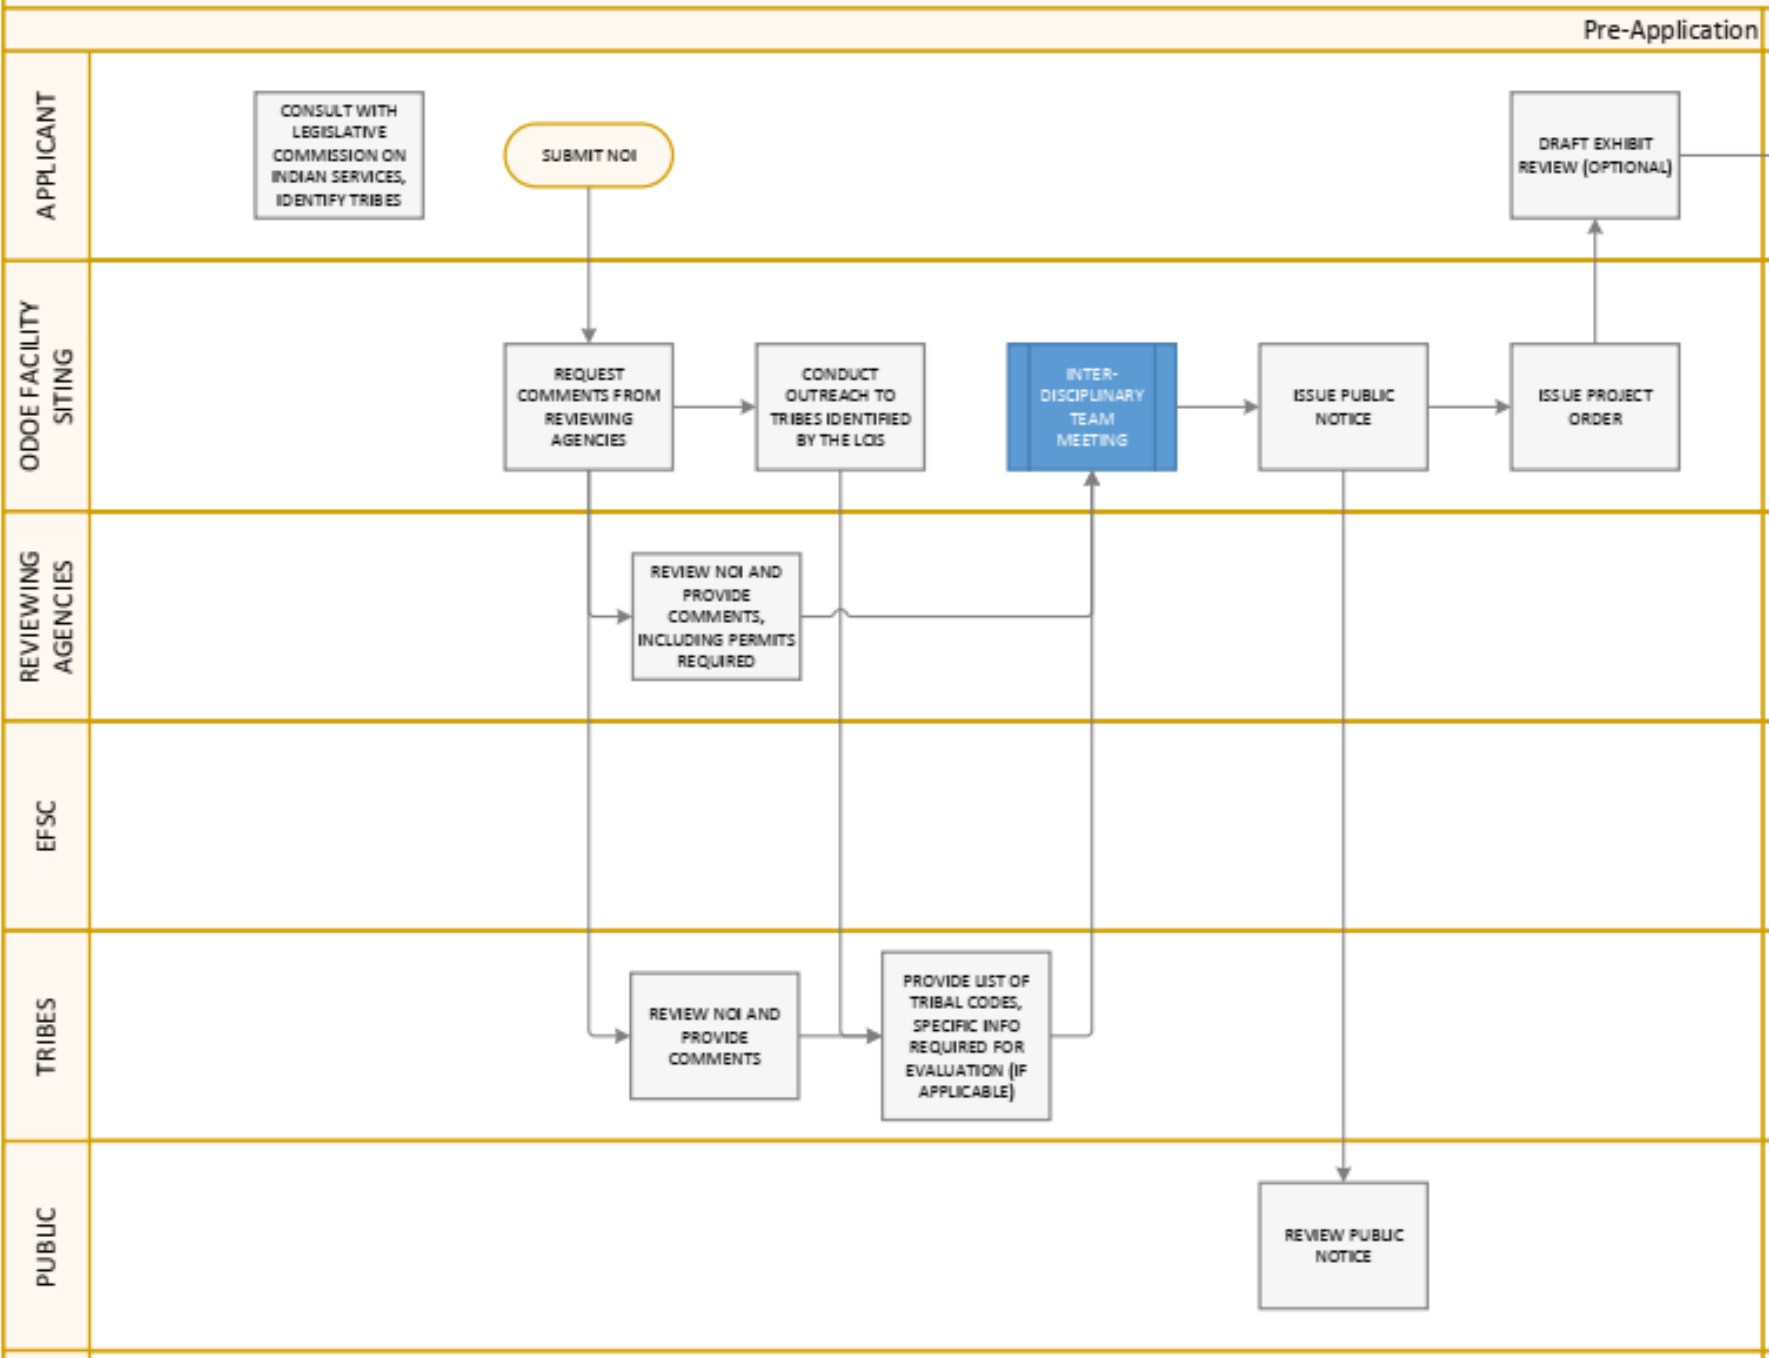 Pre-Application
APPLICANT
CONSULT WITH
LEGISLATIVE
COMMISSION ON
INDIAN SERVICES,
IDENTIFY TRIBES
SUBMIT NOI
DRAFT EXHIBIT
REVIEW (OPTIONAL)
ODOE FACILITY
SITING
REQUEST
COMMENTS FROM
REVIEWING
AGENCIES
CONDUCT
OUTREACH TO
TRIBES IDENTIFIED
BY THE LCIS
INTER-
DISCIPLINARY
TEAM
MEETING
ISSUE PUBLIC
NOTICE
ISSUE PROJECT
ORDER
REVIEWING
AGENCIES
REVIEW NOI AND
PROVIDE
COMMENTS,
INCLUDING PERMITS
REQUIRED
EFSC
TRIBES
REVIEW NOI AND
PROVIDE
COMMENTS
PROVIDE LIST OF
TRIBAL CODES,
SPECIFIC INFO
REQUIRED FOR
EVALUATION (IF
APPLICABLE)
PUBLIC
REVIEW PUBLIC
NOTICE